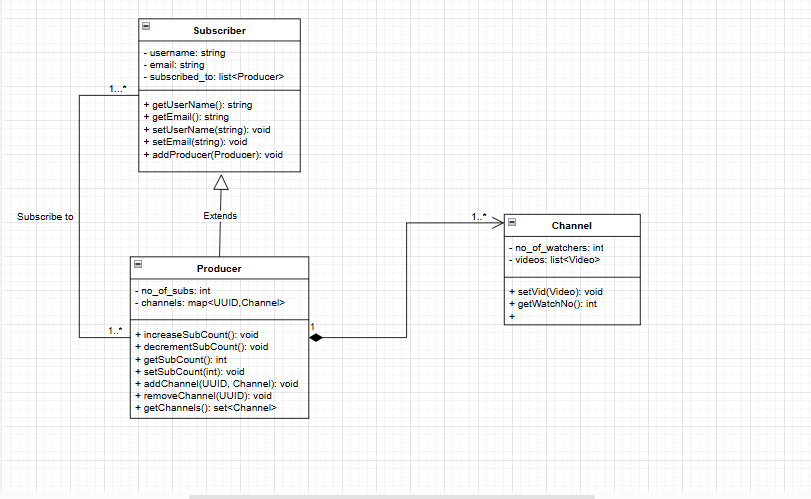 Subscriber
- username: string
- email: string
- subscribed_to: list<Producer>
1...*
+ getUserName(): string
+ getEmail(): string
+ setUserName(string): void
+ setEmail(string): void
+ addProducer(Producer): void
Subscribe to
Extends
1..*
Channel
- no_of_watchers: int
- videos: list<Video>
+ setVid(Video): void
+ getWatchNo(): int
+
Producer
- no_of_subs: int
- channels: map<UUID,Channel>
1..*
1
+ increaseSubCount(): void
+ decrementSubCount(): void
+ getSubCount(): int
+ setSubCount(int): void
+ addChannel(UUID, Channel): void
+ removeChannel(UUID): void
+ getChannels(): set<Channel>